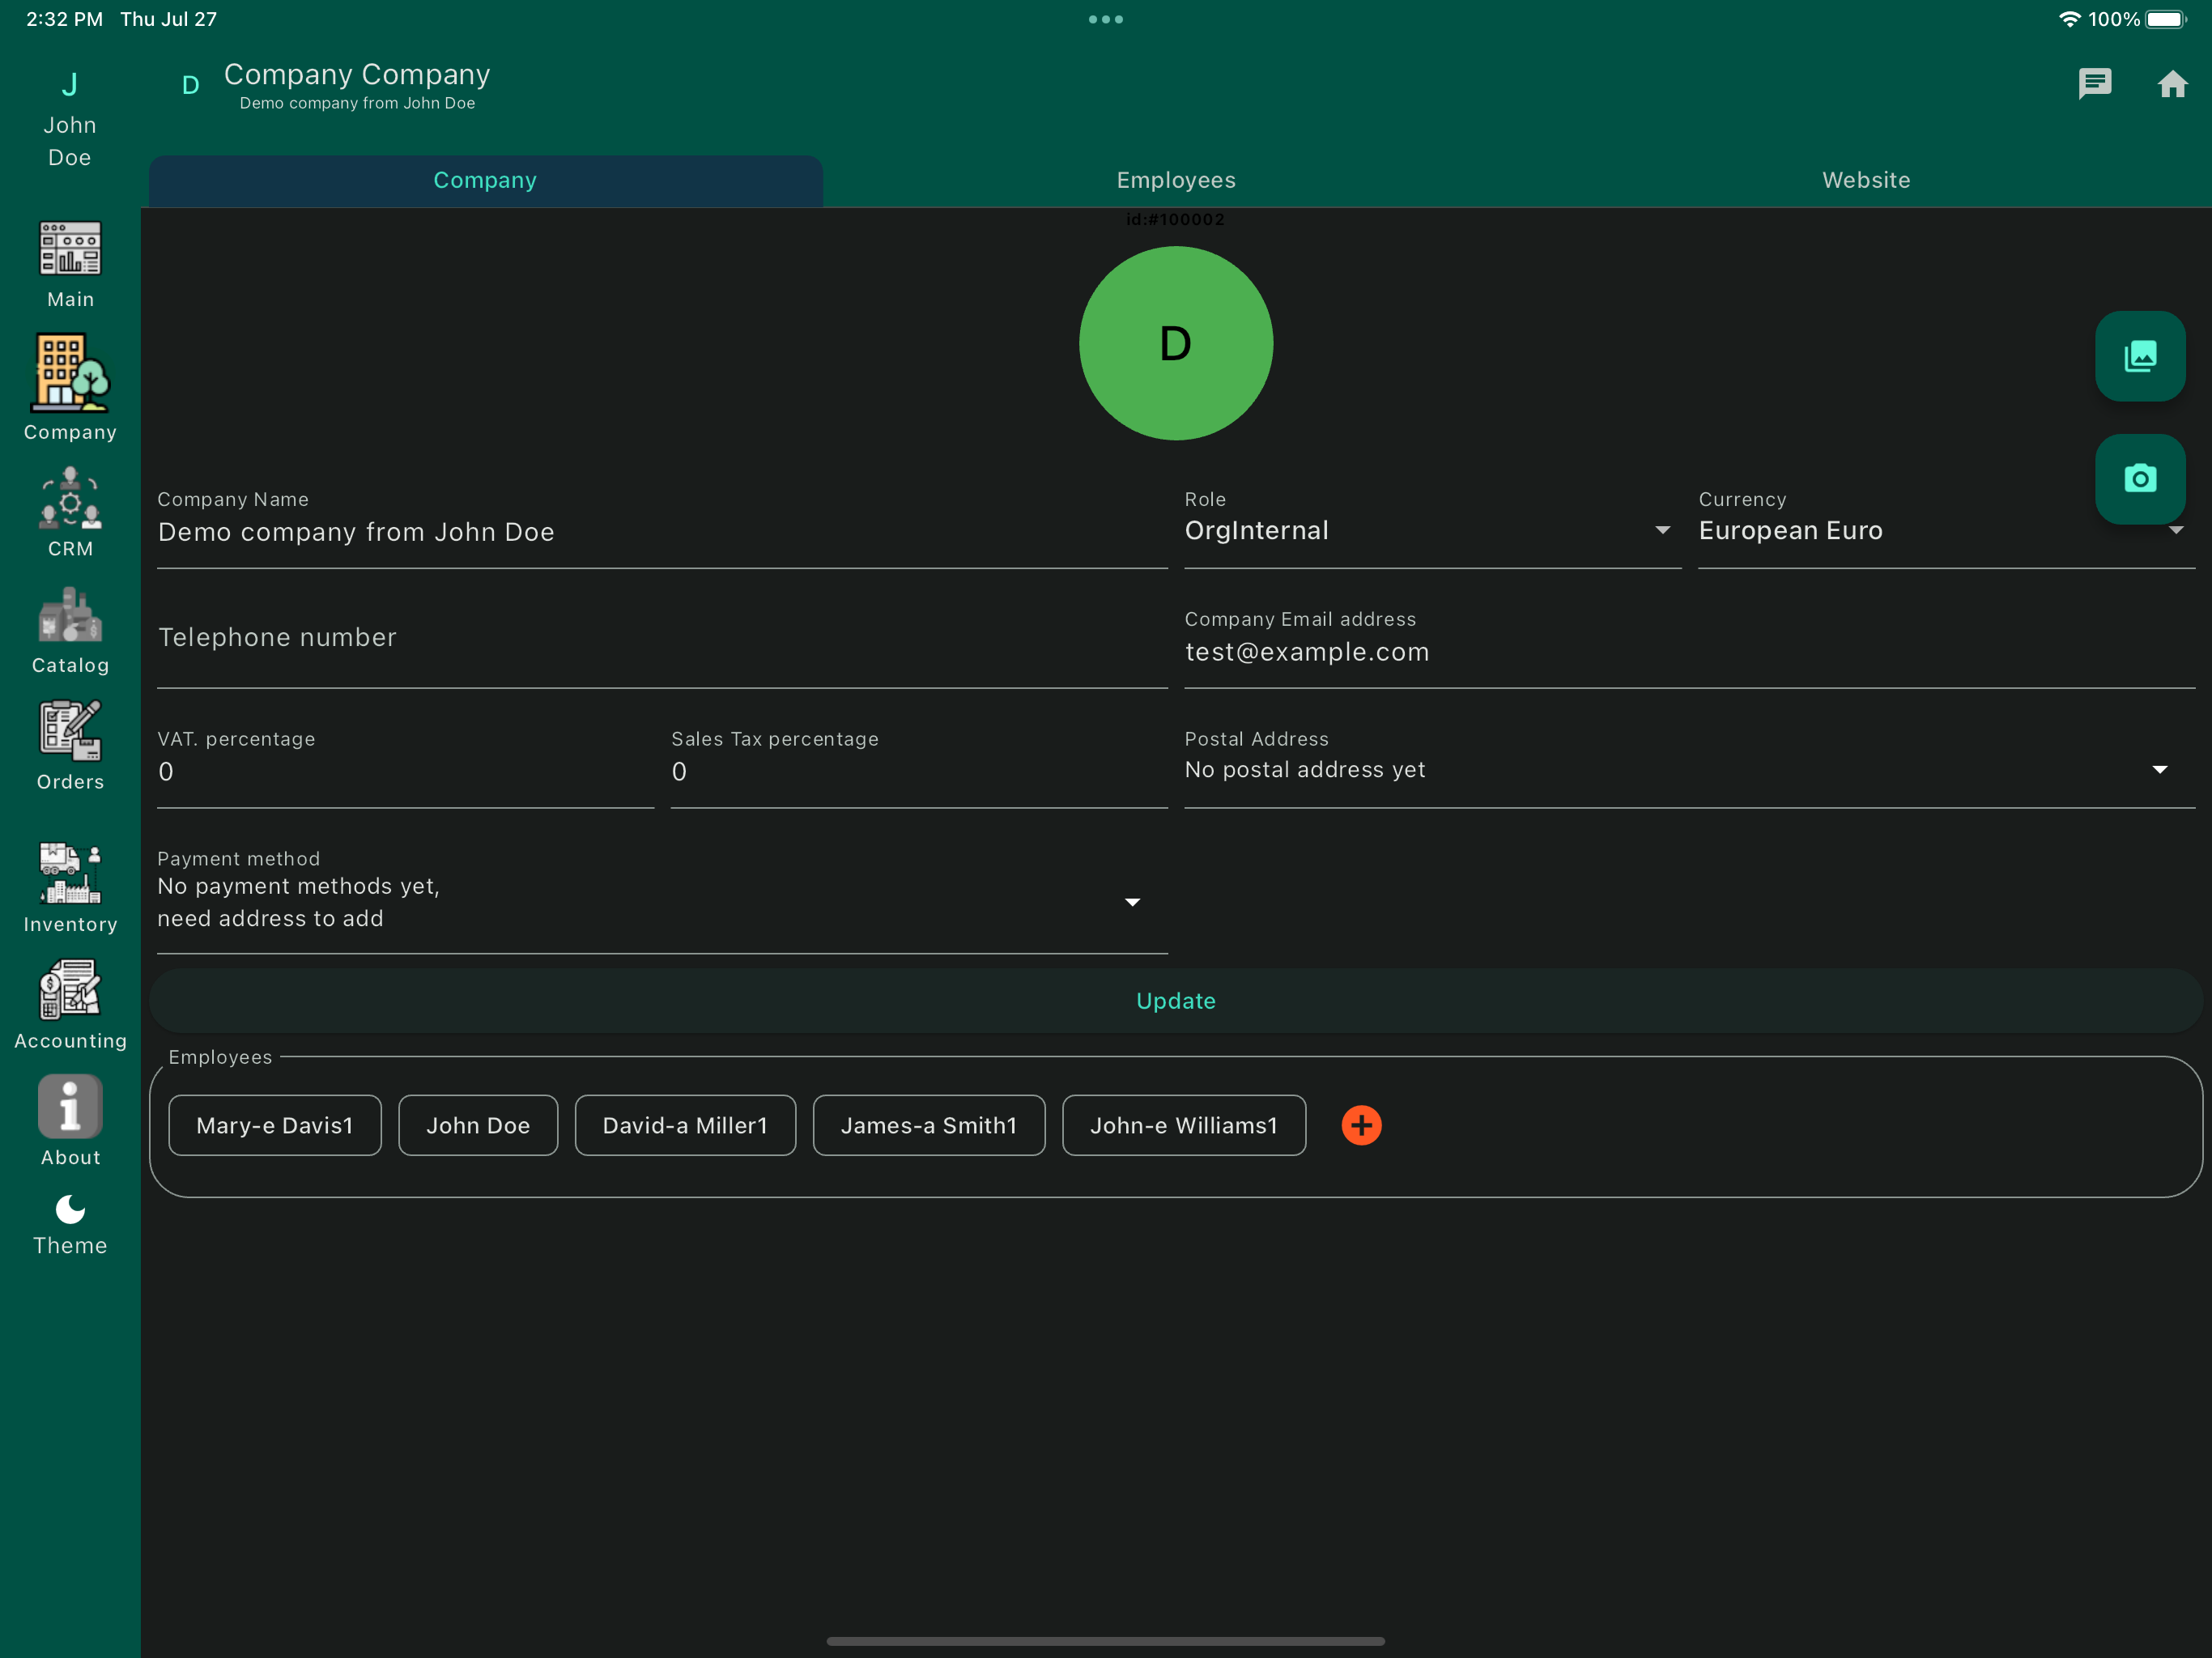 2:32 PM Thu Jul 27
100%
J
John
Doe
D
Company Company
Demo company from John Doe
Company
Employees
Website
Main
Company
CRM
Catalog
Orders
Inventory
Accounting
About
Theme
id:#100002
D
Company Name
Demo company from John Doe
Role
OrgInternal
Currency
European Euro
Telephone number
Company Email address
test@example.com
VAT. percentage
0
Sales Tax percentage
0
Postal Address
No postal address yet
Payment method
No payment methods yet,
need address to add
Update
Employees
Mary-e Davis1
John Doe
David-a Miller1
James-a Smith1
John-e Williams1